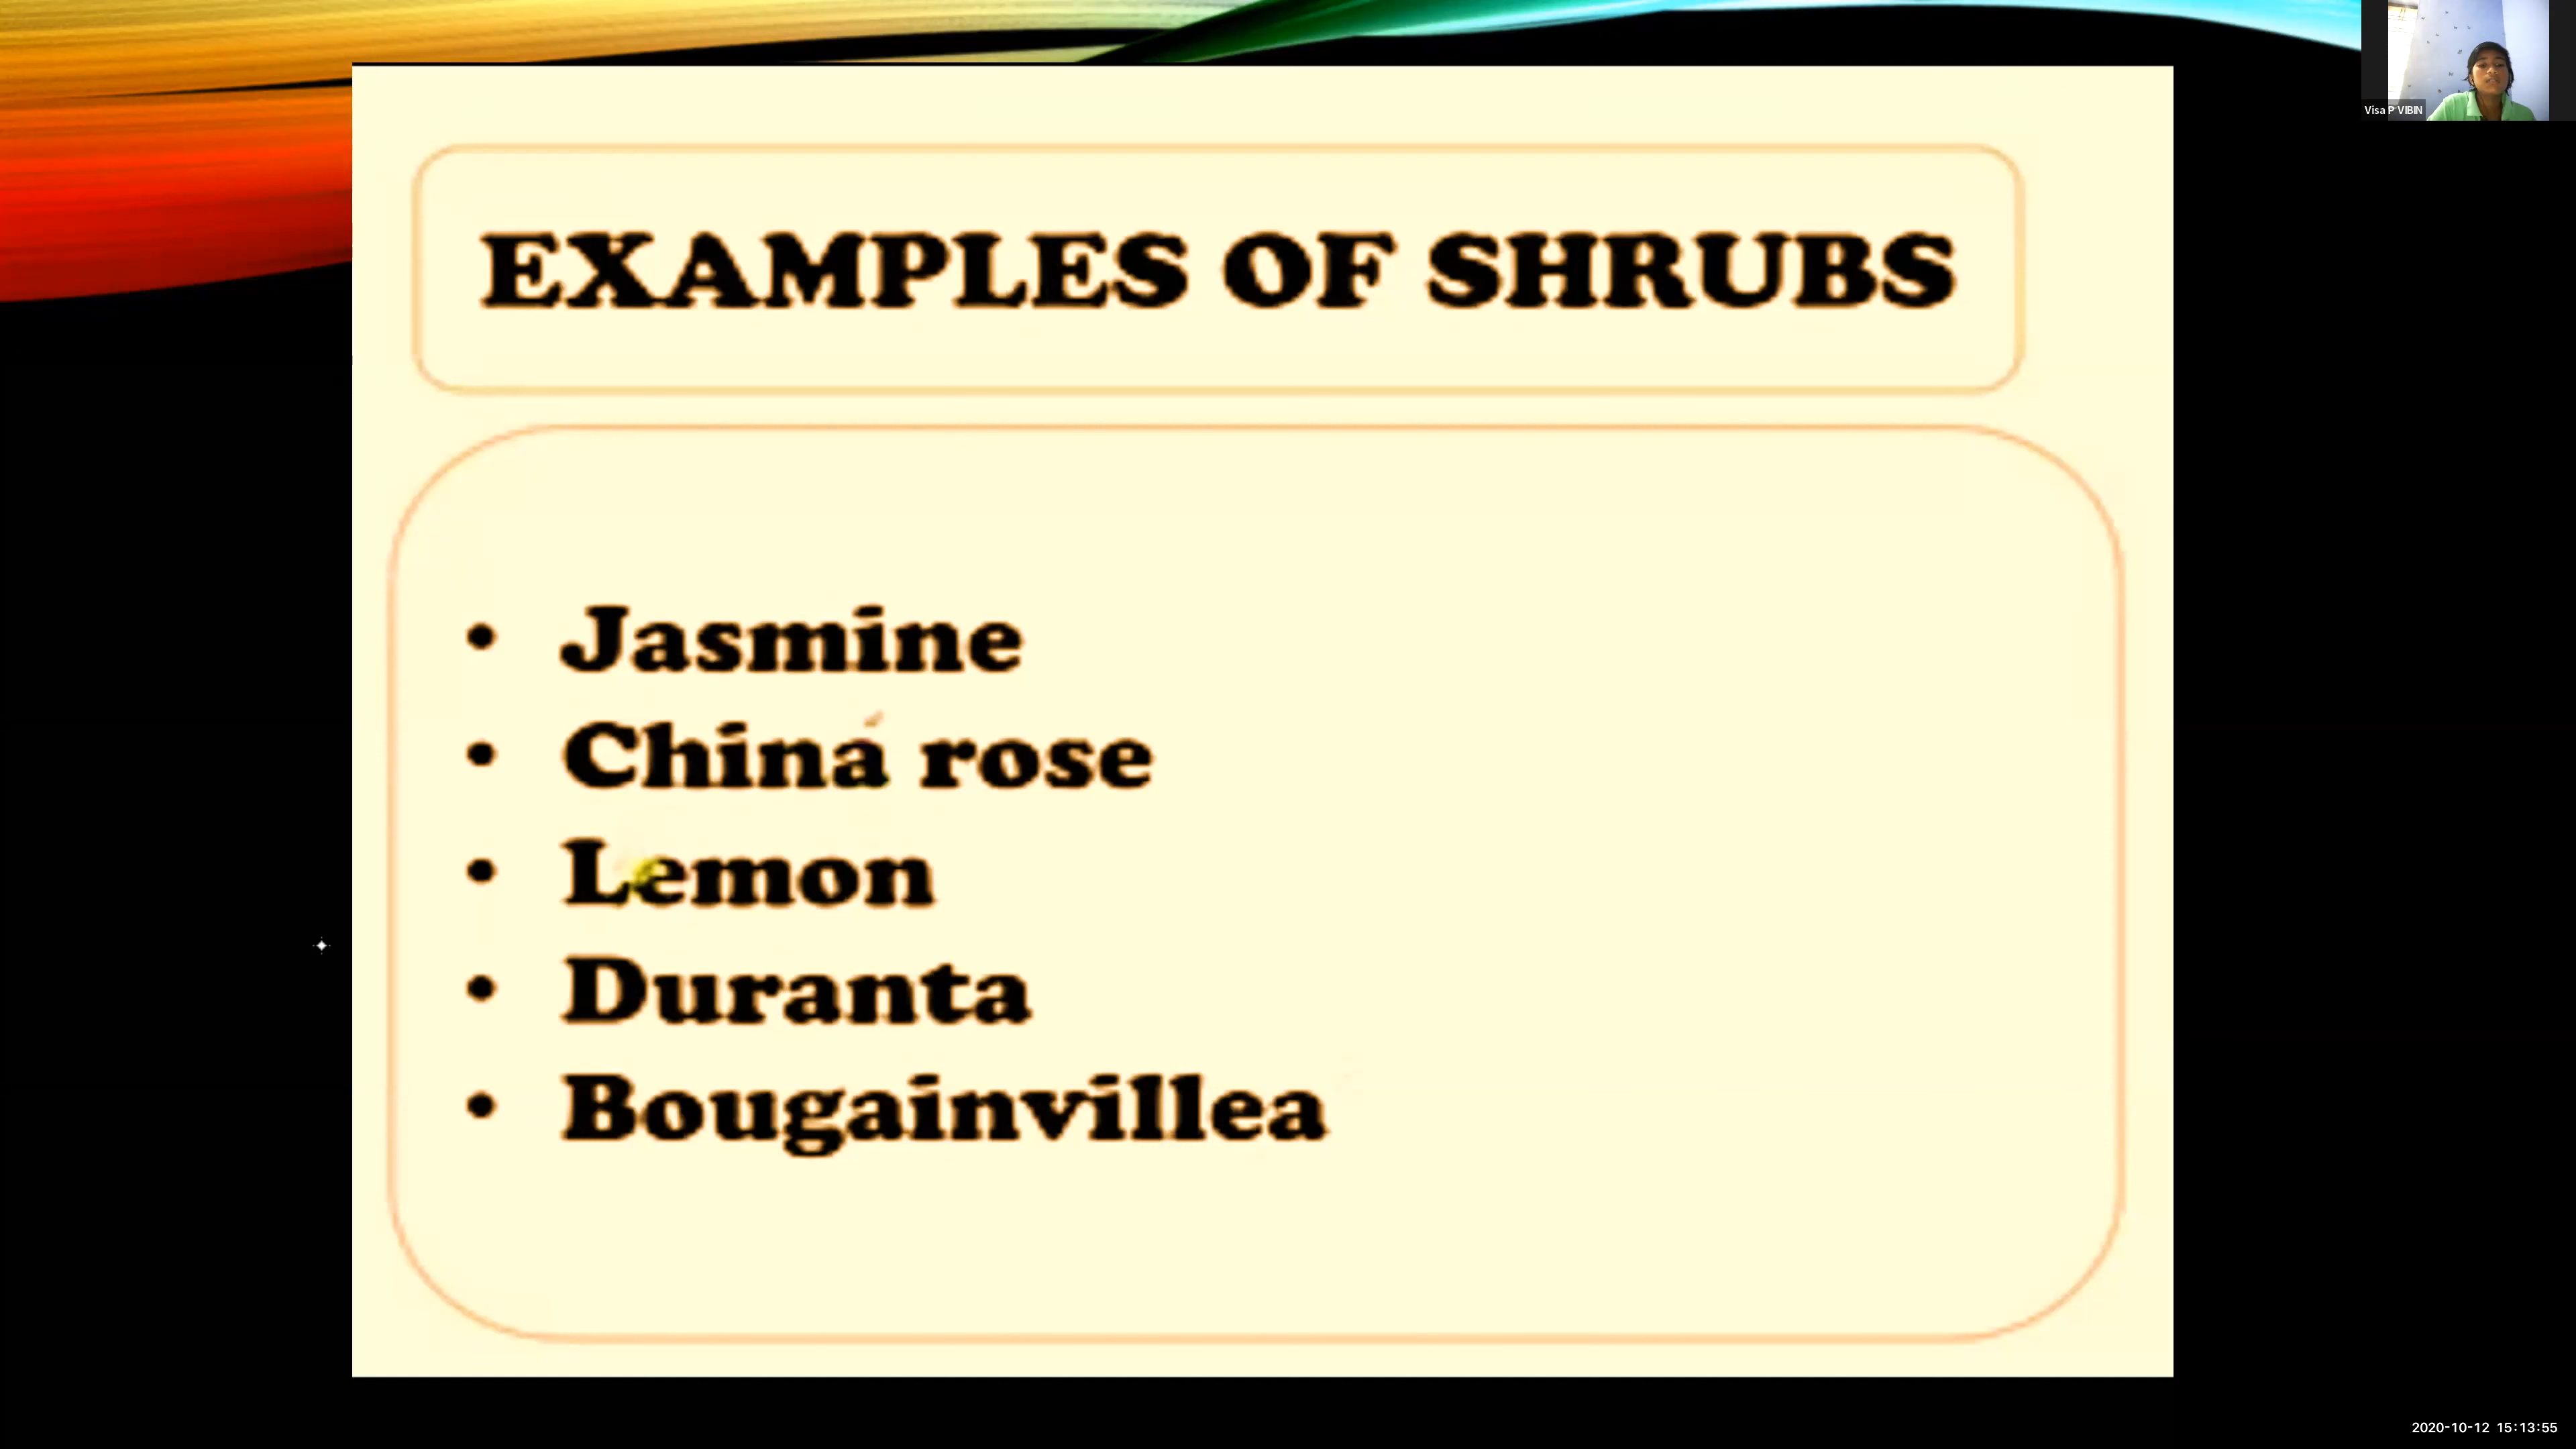 Visa P VIBIN
EXAMPLES OF SHRUBS
• Jasmine
• China rose
• Lemon
• Duranta
• Bougainvillea
2020-10-12 15:13:55